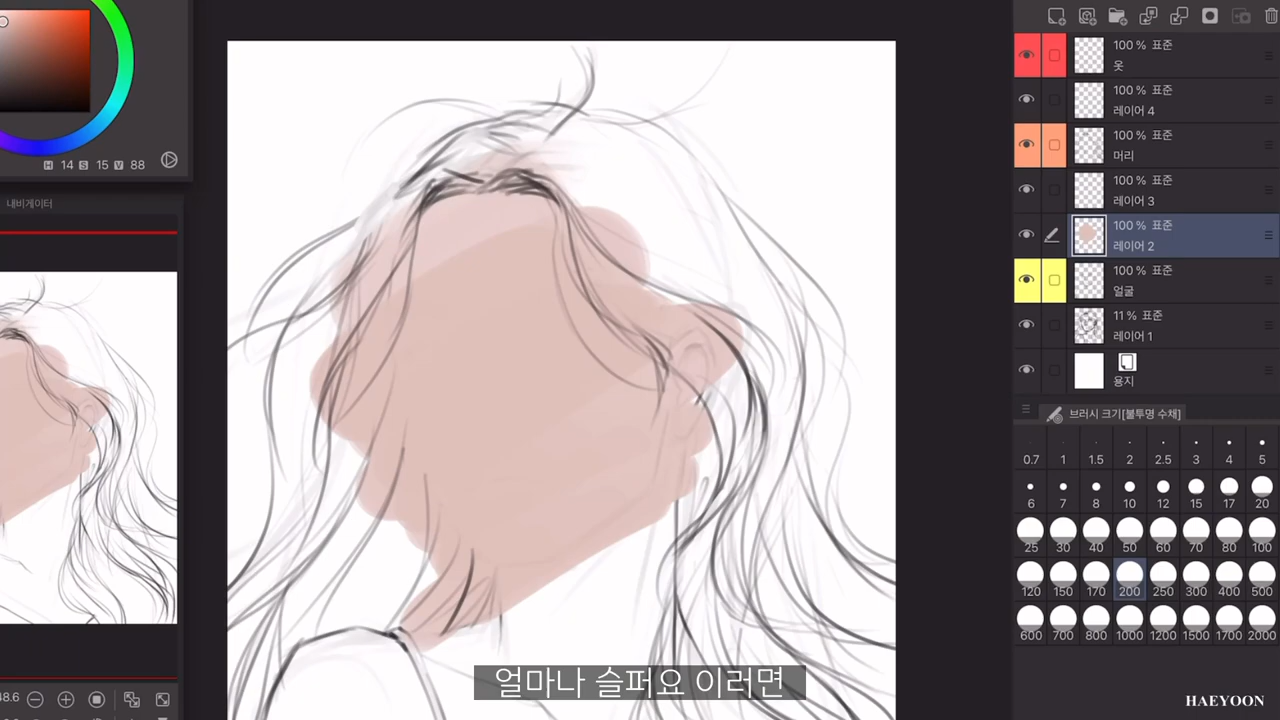 H 14 S 15 V 88
내비게이터
48.6
100 % 표준
옷
100 % 표준
레이어 4
100 % 표준
머리
100 % 표준
레이어 3
100 % 표준
레이어 2
100 % 표준
얼굴
11 % 표준
레이어 1
용지
브러시 크기[불투명 수채]
0.7 1 1.5 2 2.5 3 4 5
6 7 8 10 12 15 17 20
25 30 40 50 60 70 80 100
120 150 170 200 250 300 400 500
600 700 800 1000 1200 1500 1700 2000
얼마나 슬퍼요 이러면
HAEYOON